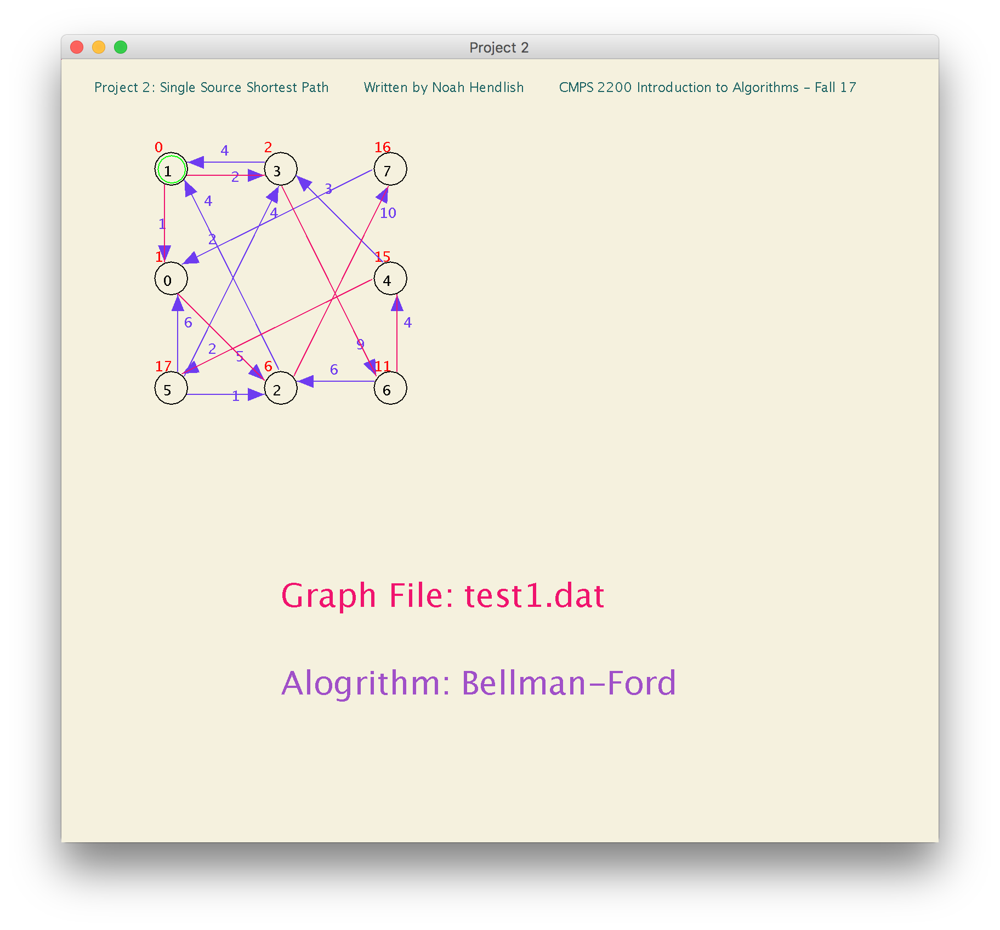 Project 2
Project 2: Single Source Shortest Path Written by Noah Hendlish CMPS 2200 Introduction to Algorithms - Fall 17
0 4 2 16
1 2 3 7
4 3
4 10
1
2
1 15
0 4
6 4
2 5 9
17 6 6 11
5 1 2 6
Graph File: test1.dat
Alogrithm: Bellman-Ford